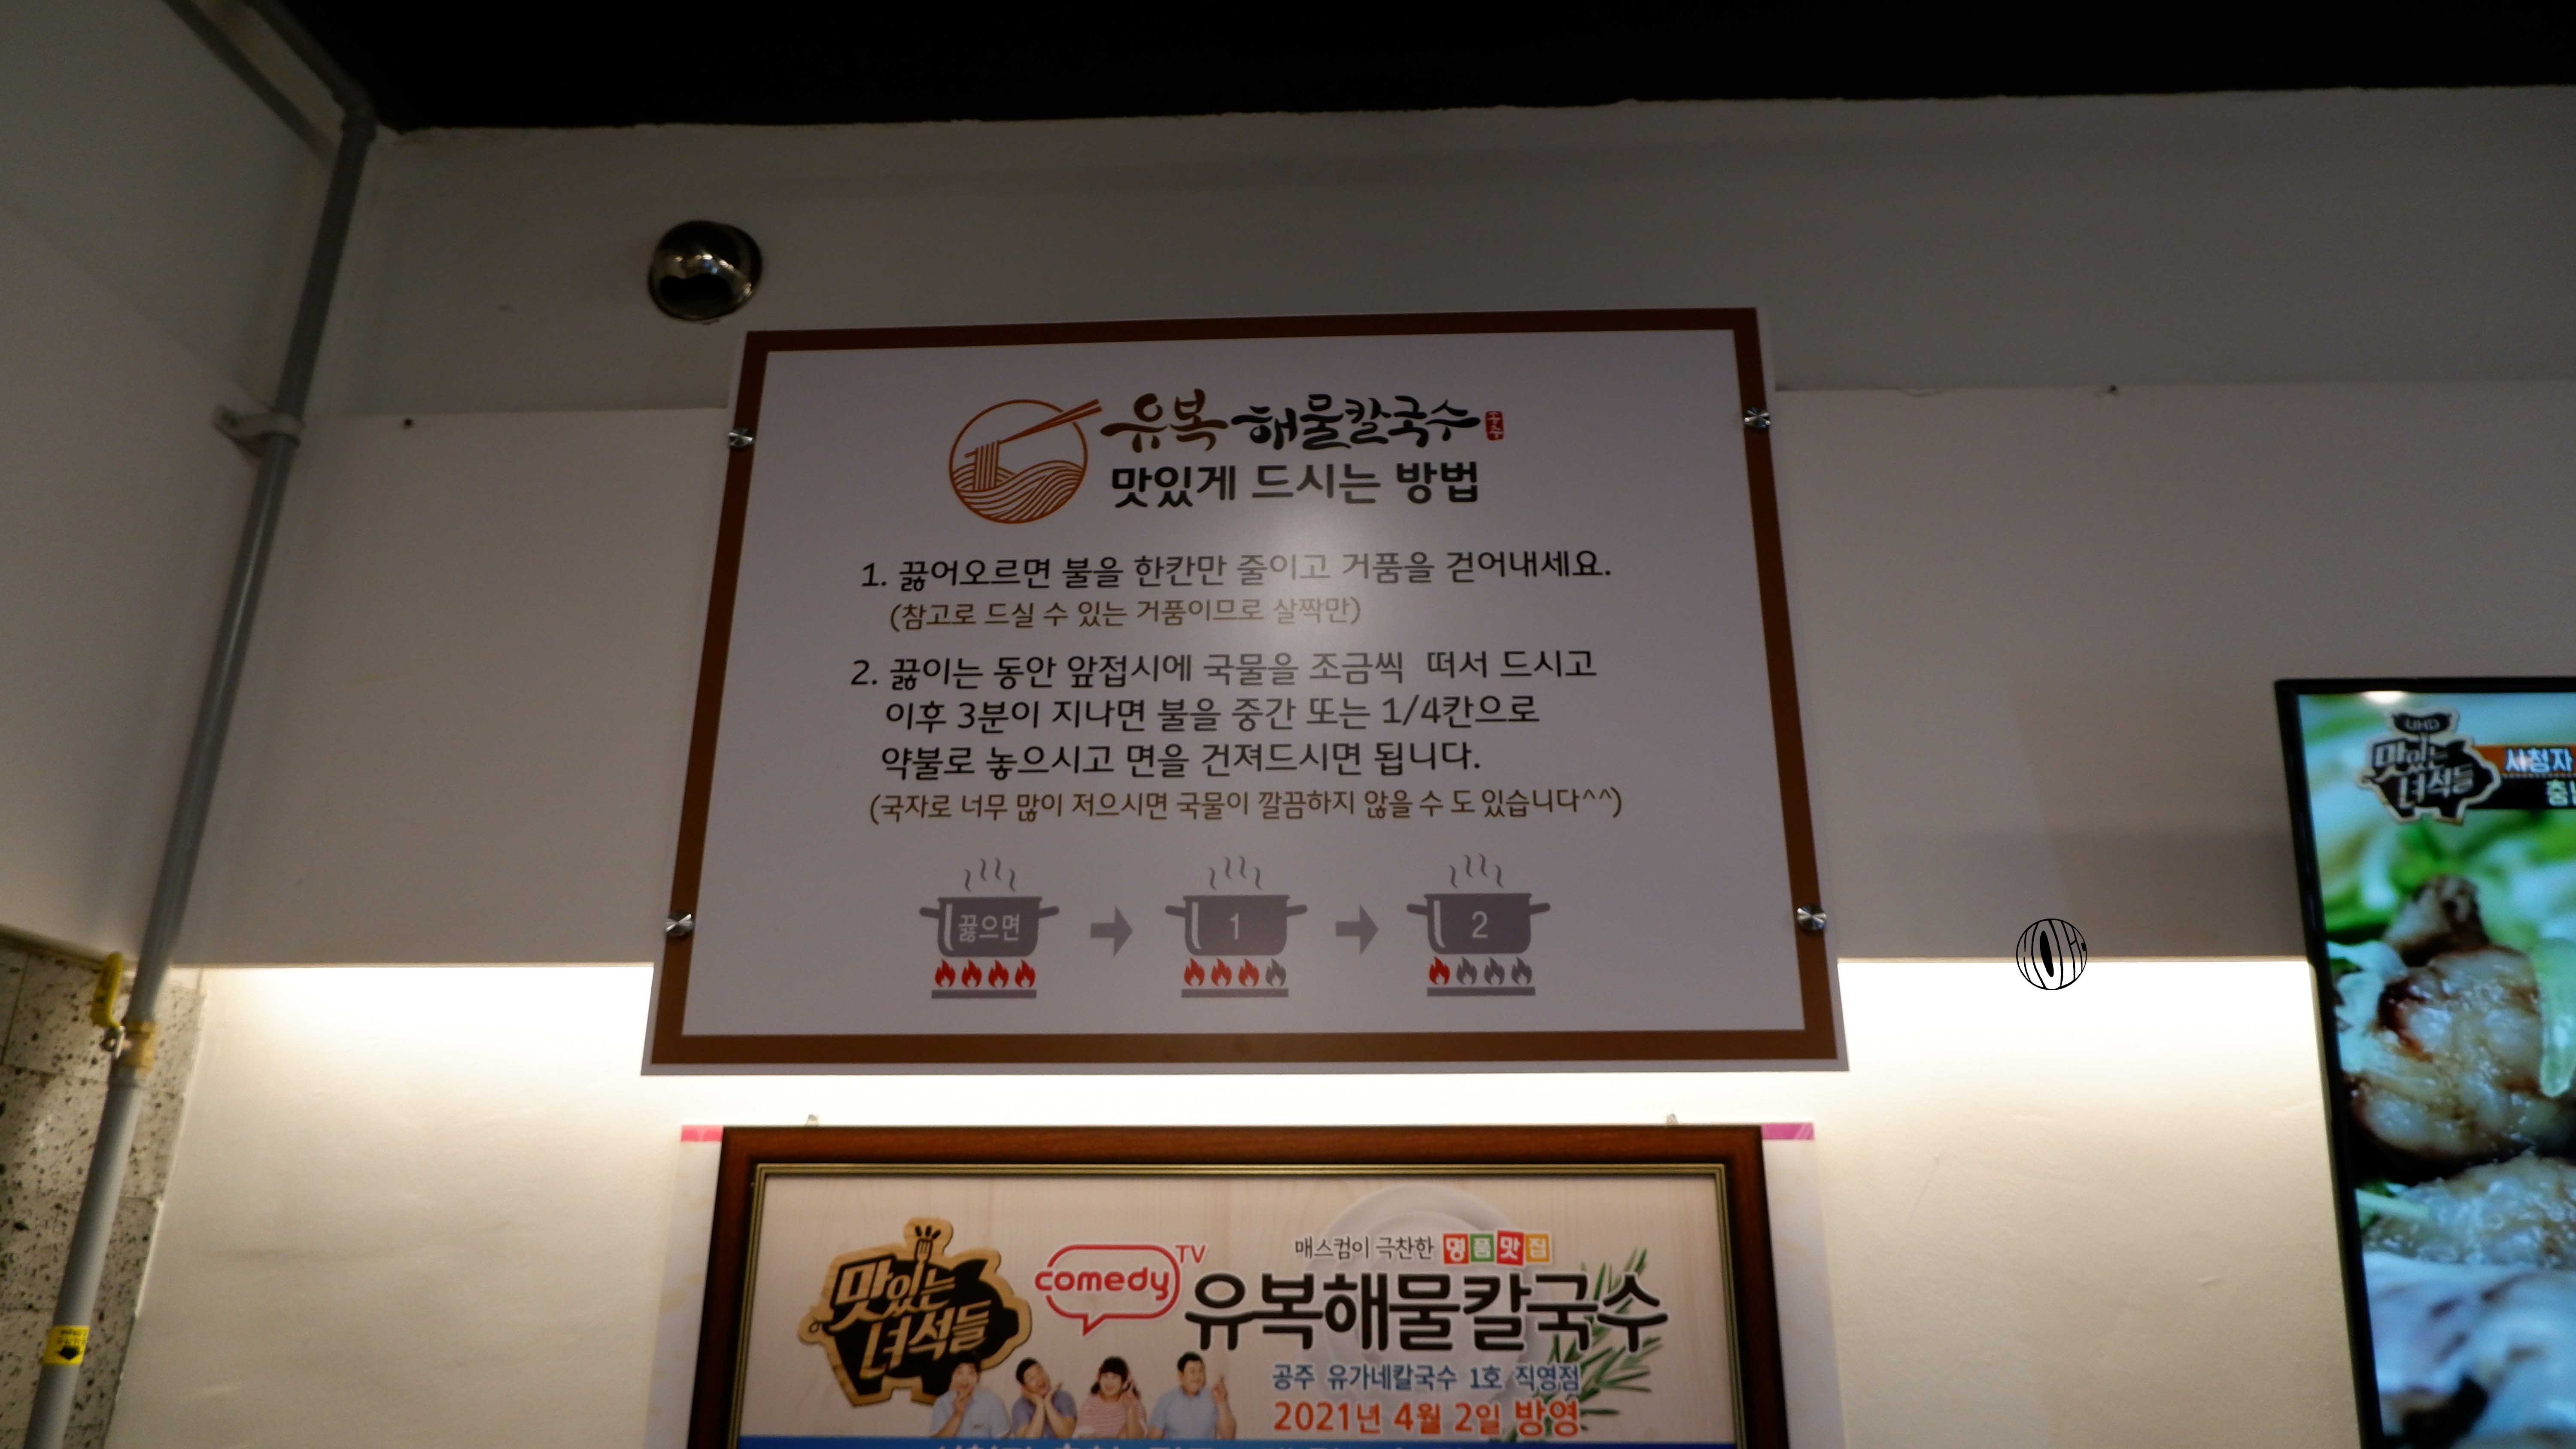 유복 해물칼국수
맛있게 드시는 방법
1. 끓어오르면 불을 한칸만 줄이고 거품을 걷어내세요.
(참고로 드실 수 있는 거품이므로 살짝만)
2. 끓이는 동안 앞접시에 국물을 조금씩 떠서 드시고
이후 3분이 지나면 불을 중간 또는 1/4칸으로
약불로 놓으시고 면을 건져드시면 됩니다.
(국자로 너무 많이 저으시면 국물이 깔끔하지 않을 수 도 있습니다^^)
끓으면 1 2
UHD
맛있는 녀석들
시청자
충
맛있는 녀석들
comedy TV
매스컴이 극찬한 명품맛집
유복해물칼국수
공주 유가네칼국수 1호 직영점
2021년 4월 2일 방영